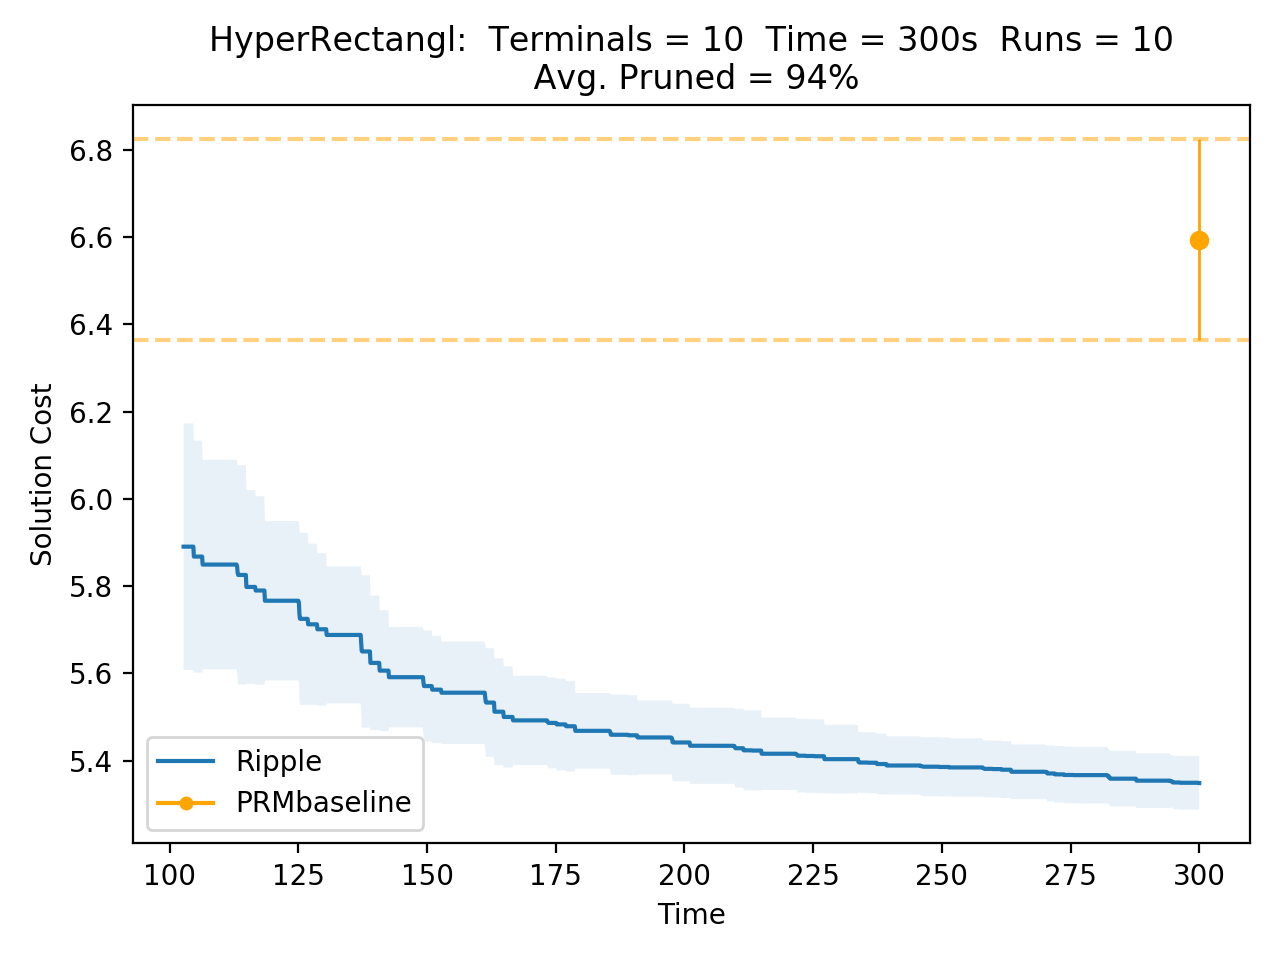 HyperRectangl:  Terminals = 10  Time = 300s  Runs = 10
Avg. Pruned = 94%
Solution Cost
6.8
6.6
6.4
6.2
6.0
5.8
5.6
5.4
Ripple
PRMbaseline
100 125 150 175 200 225 250 275 300
Time